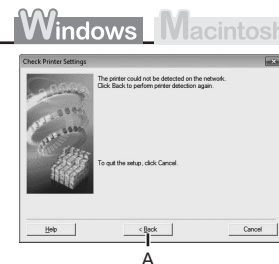 Windows Macintosh
Check Printer Settings
The printer could not be detected on the network.
Click Back to perform printer detection again.
To quit the setup, click Cancel.
Help < Back Cancel
A